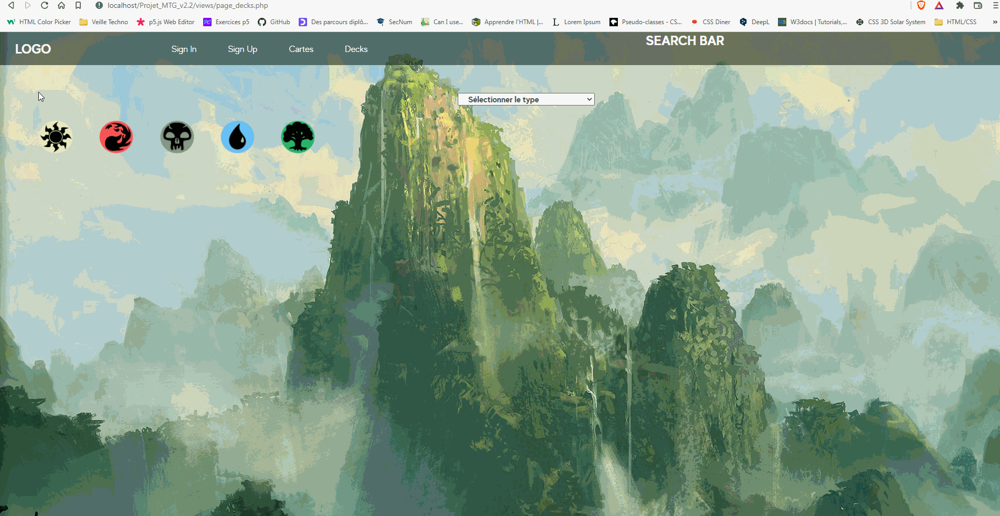 localhost/Projet_MTG_v2.2/views/page_decks.php
HTML Color Picker Veille Techno p5.js Web Editor Exercices p5 GitHub Des parcours diplô... SecNum Can I use... Apprendre l'HTML |... Lorem Ipsum Pseudo-classes - CS... CSS Diner DeepL W3docs | Tutorials,... CSS 3D Solar System HTML/CSS »
LOGO Sign In Sign Up Cartes Decks SEARCH BAR
Sélectionner le type